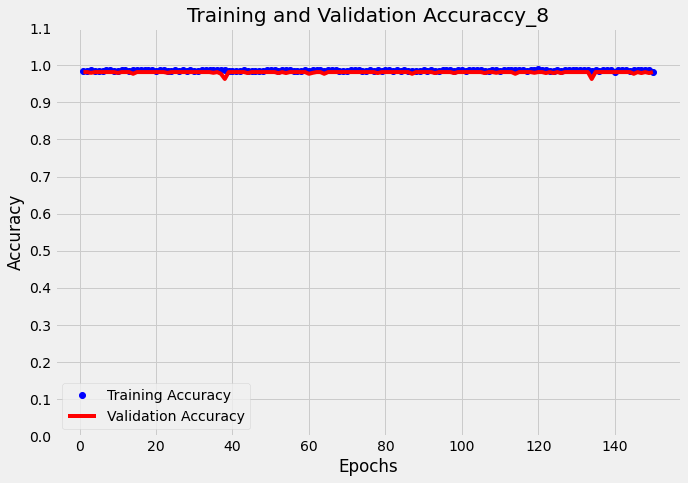 Training and Validation Accuraccy_8
1.1
1.0
0.9
0.8
0.7
0.6
0.5
0.4
0.3
0.2
0.1
0.0
Accuracy
Training Accuracy
Validation Accuracy
0 20 40 60 80 100 120 140
Epochs